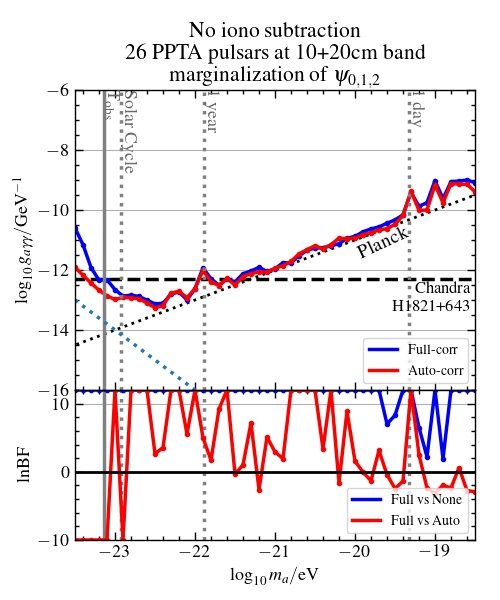 No iono subtraction
26 PPTA pulsars at 10+20cm band
marginalization of ψ0,1,2
−6
−8
−10
−12
−14
−16
log10 gaγγ/GeV−1
Tobs
Solar Cycle
1 year
1 day
Planck
Chandra
H1821+643
Full-corr
Auto-corr
10
0
−10
lnBF
Full vs None
Full vs Auto
−23
−22
−21
−20
−19
log10 ma/eV